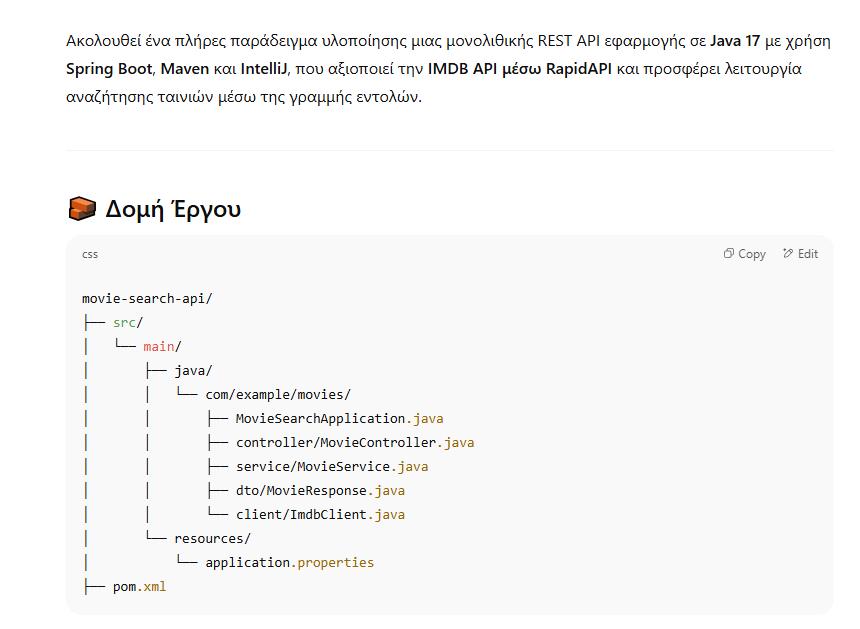 Ακολουθεί ένα πλήρες παράδειγμα υλοποίησης μιας μονολιθικής REST API εφαρμογής σε Java 17 με χρήση
Spring Boot, Maven και IntelliJ, που αξιοποιεί την IMDB API μέσω RapidAPI και προσφέρει λειτουργία
αναζήτησης ταινιών μέσω της γραμμής εντολών.
🧱 Δομή Έργου
css Copy Edit
movie-search-api/
├── src/
│   └── main/
│       ├── java/
│       │   └── com/example/movies/
│       │       ├── MovieSearchApplication.java
│       │       ├── controller/MovieController.java
│       │       ├── service/MovieService.java
│       │       ├── dto/MovieResponse.java
│       │       └── client/ImdbClient.java
│       └── resources/
│           └── application.properties
├── pom.xml